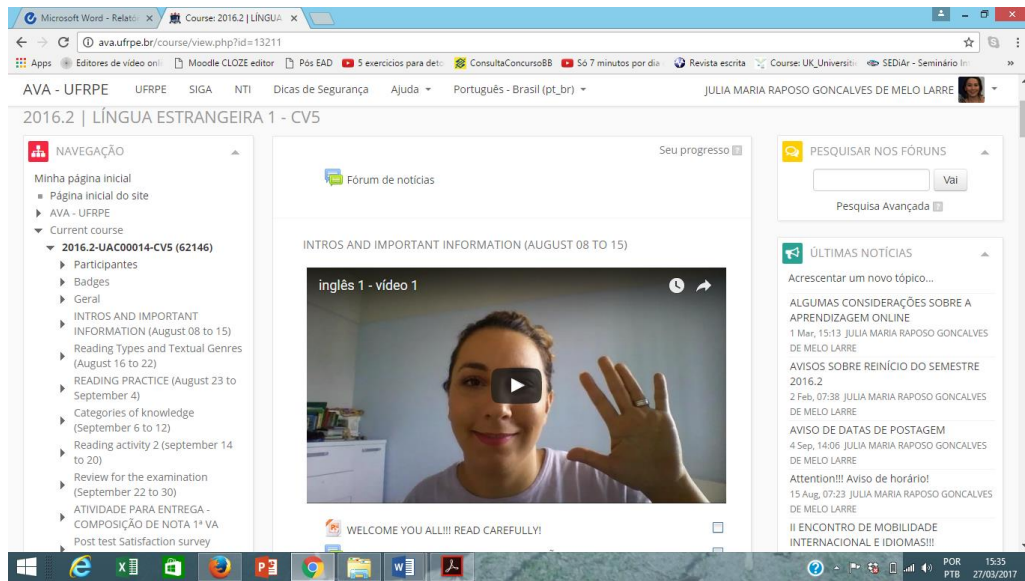 Microsoft Word - Relató
Course: 2016.2 | LÍNGUA
ava.ufrpe.br/course/view.php?id=13211
Apps Editores de vídeo onli Moodle CLOZE editor Pós EAD 5 exercicios para deto ConsultaConcursoBB Só 7 minutos por dia Revista escrita Course: UK_Universiti SEDiAr - Seminário In »
AVA - UFRPE UFRPE SIGA NTI Dicas de Segurança Ajuda Português - Brasil (pt_br) JULIA MARIA RAPOSO GONCALVES DE MELO LARRE
2016.2 | LÍNGUA ESTRANGEIRA 1 - CV5
NAVEGAÇÃO
Minha página inicial
Página inicial do site
AVA - UFRPE
Current course
2016.2-UAC00014-CV5 (62146)
Participantes
Badges
Geral
INTROS AND IMPORTANT
INFORMATION (August 08 to 15)
Reading Types and Textual Genres
(August 16 to 22)
READING PRACTICE (August 23 to
September 4)
Categories of knowledge
(September 6 to 12)
Reading activity 2 (september 14
to 20)
Review for the examination
(September 22 to 30)
ATIVIDADE PARA ENTREGA -
COMPOSIÇÃO DE NOTA 1ª VA
Post test Satisfaction survey
Seu progresso
Fórum de notícias
INTROS AND IMPORTANT INFORMATION (AUGUST 08 TO 15)
inglês 1 - vídeo 1
WELCOME YOU ALL!!! READ CAREFULLY!
PESQUISAR NOS FÓRUNS
Vai
Pesquisa Avançada
ÚLTIMAS NOTÍCIAS
Acrescentar um novo tópico...
ALGUMAS CONSIDERAÇÕES SOBRE A
APRENDIZAGEM ONLINE
1 Mar, 15:13 JULIA MARIA RAPOSO GONCALVES
DE MELO LARRE
AVISOS SOBRE REINÍCIO DO SEMESTRE
2016.2
2 Feb, 07:38 JULIA MARIA RAPOSO GONCALVES
DE MELO LARRE
AVISO DE DATAS DE POSTAGEM
4 Sep, 14:06 JULIA MARIA RAPOSO GONCALVES
DE MELO LARRE
Attention!!! Aviso de horário!
15 Aug, 07:23 JULIA MARIA RAPOSO GONCALVES
DE MELO LARRE
II ENCONTRO DE MOBILIDADE
INTERNACIONAL E IDIOMAS!!!
POR 15:35
PTB 27/03/2017